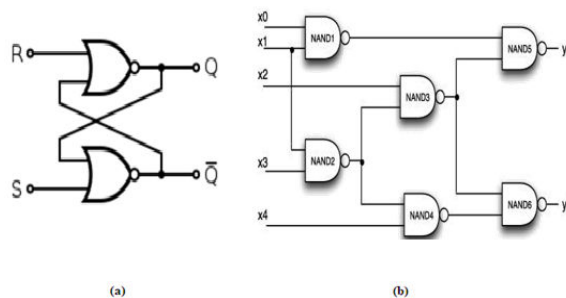 R
Q
S
Q̅
(a)
x0
x1
x2
x3
x4
NAND1
NAND2
NAND3
NAND4
NAND5
NAND6
y
y
(b)